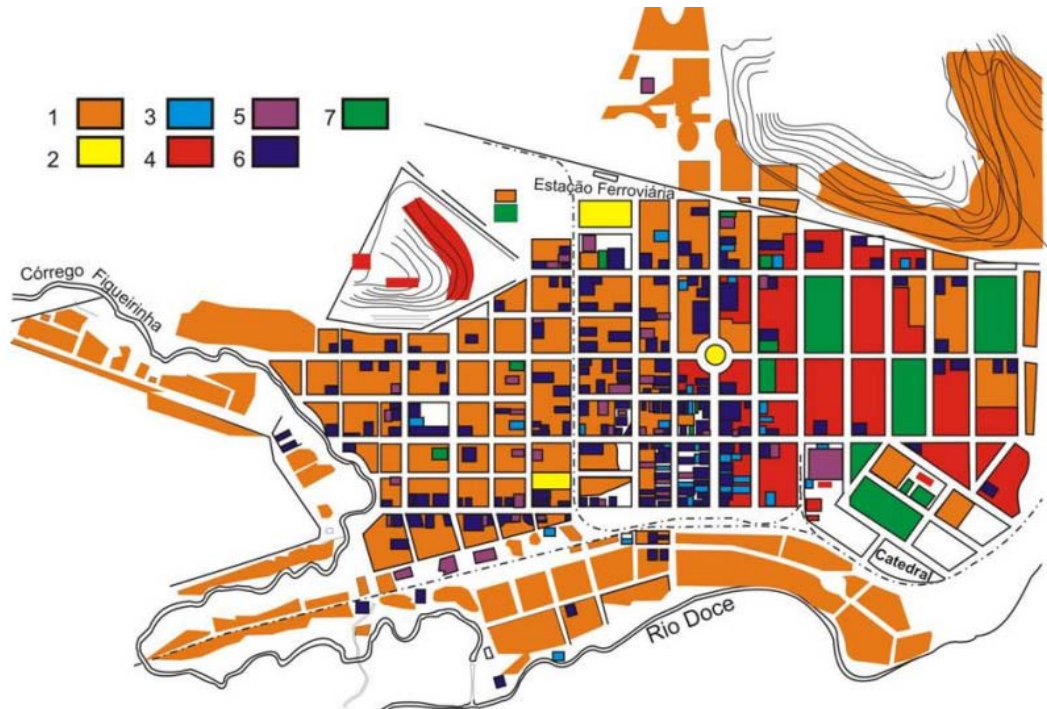 1 3 5 7
2 4 6
Estação Ferroviária
Córrego Figueirinha
Catedral
Rio Doce